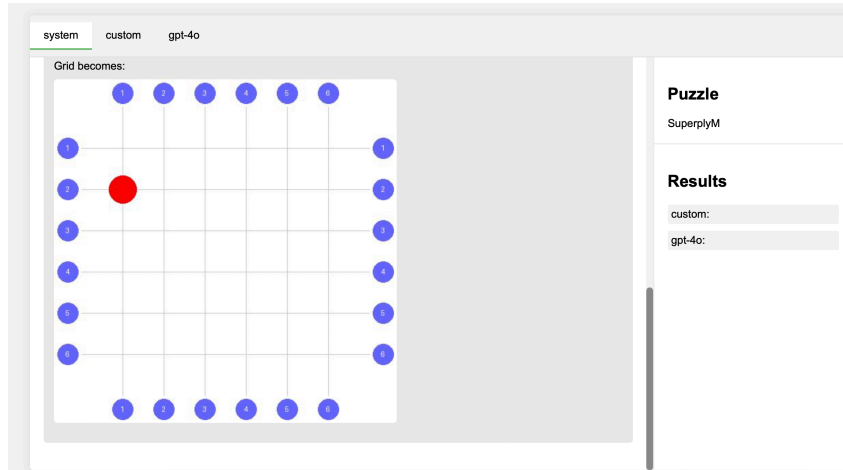 system custom gpt-4o
Grid becomes:
1 2 3 4 5 6
1 1
2 2
3 3
4 4
5 5
6 6
1 2 3 4 5 6
Puzzle
SuperplyM
Results
custom:
gpt-4o: